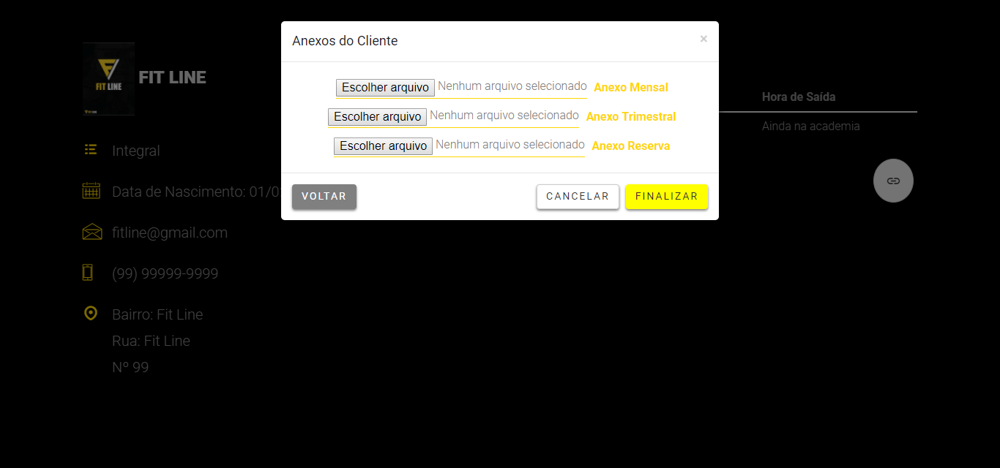 Anexos do Cliente
×
Escolher arquivo Nenhum arquivo selecionado Anexo Mensal
Escolher arquivo Nenhum arquivo selecionado Anexo Trimestral
Escolher arquivo Nenhum arquivo selecionado Anexo Reserva
VOLTAR
CANCELAR
FINALIZAR
FIT LINE
FIT LINE
Integral
Data de Nascimento: 01/0
fitline@gmail.com
(99) 99999-9999
Bairro: Fit Line
Rua: Fit Line
Nº 99
Hora de Saída
Ainda na academia